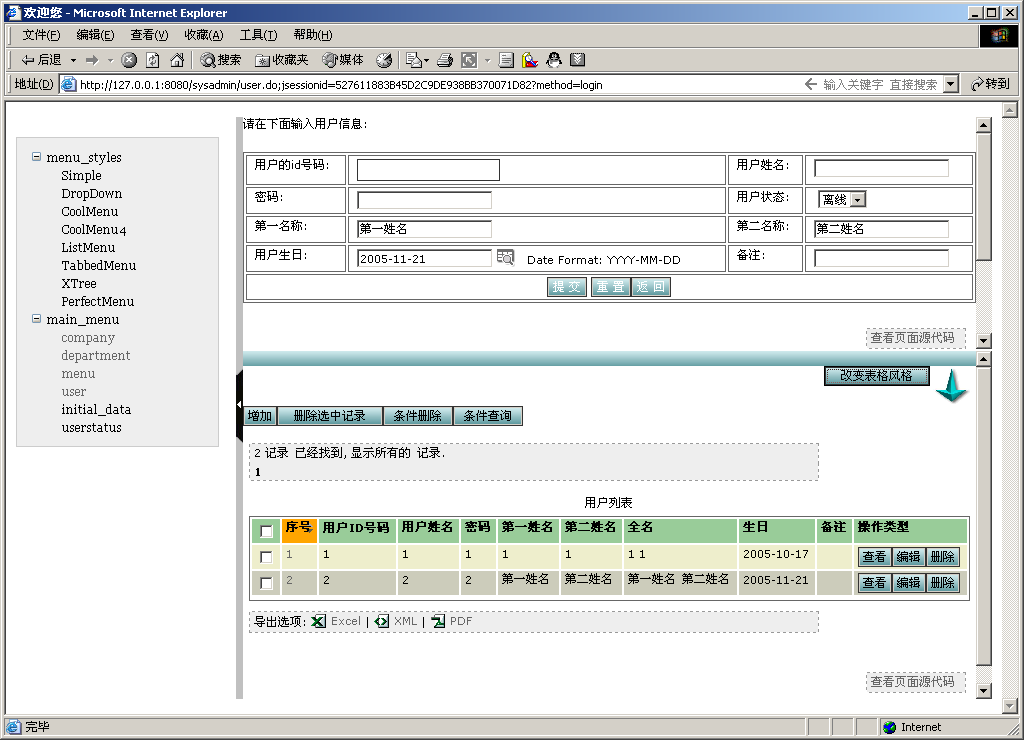 欢迎您 - Microsoft Internet Explorer
文件(F) 编辑(E) 查看(V) 收藏(A) 工具(T) 帮助(H)
后退 搜索 收藏夹 媒体
地址(D) http://127.0.0.1:8080/sysadmin/user.do;jsessionid=527611883B45D2C9DE938BB370071D82?method=login 输入关键字 直接搜索 转到
menu_styles
Simple
DropDown
CoolMenu
CoolMenu4
ListMenu
TabbedMenu
XTree
PerfectMenu
main_menu
company
department
menu
user
initial_data
userstatus
请在下面输入用户信息:
用户的id号码: 用户姓名:
密码: 用户状态: 离线
第一名称: 第一姓名 第二名称: 第二姓名
用户生日: 2005-11-21 Date Format: YYYY-MM-DD 备注:
提 交 重 置 返 回
查看页面源代码
改变表格风格
增加 删除选中记录 条件删除 条件查询
2 记录 已经找到, 显示所有的 记录.
1
用户列表
序号 用户ID号码 用户姓名 密码 第一姓名 第二姓名 全名 生日 备注 操作类型
1 1 1 1 1 1 1 1 2005-10-17 查看 编辑 删除
2 2 2 2 第一姓名 第二姓名 第一姓名 第二姓名 2005-11-21 查看 编辑 删除
导出选项: Excel | XML | PDF
查看页面源代码
完毕 Internet